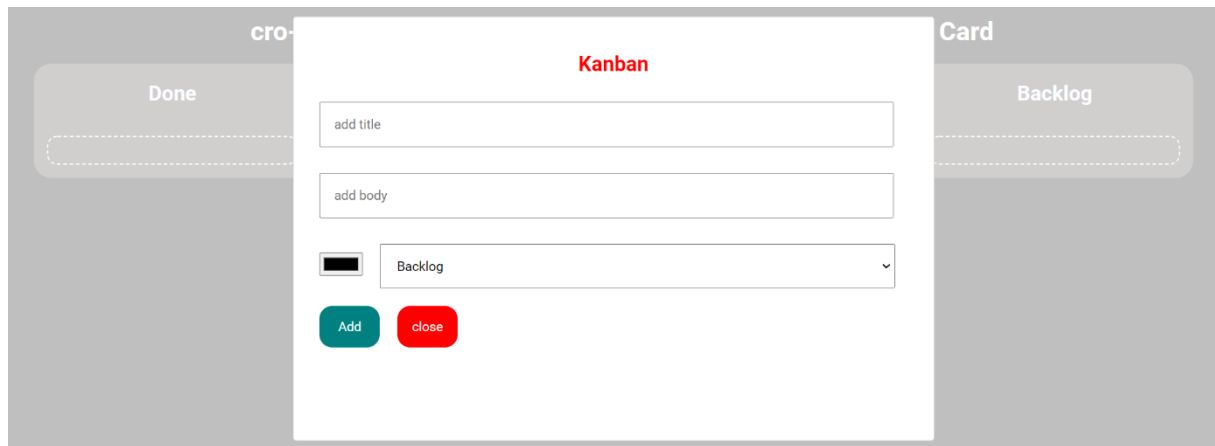 cro-
Card
Kanban
Done
Backlog
add title
add body
Backlog
Add
close